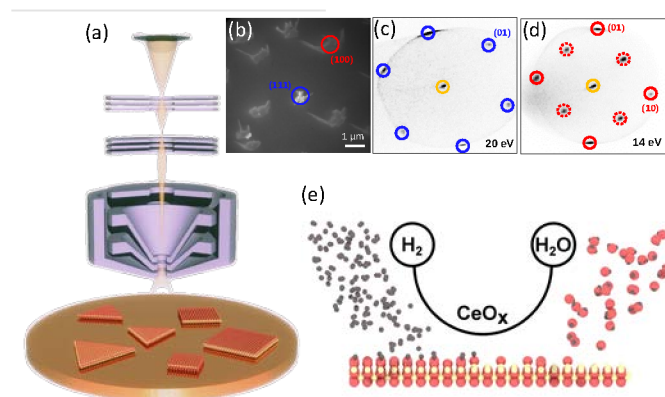 (a)
(b)
(100)
(111)
1 µm
(c)
(01)
20 eV
(d)
(01)
(10)
14 eV
(e)
H₂
H₂O
CeOₓ